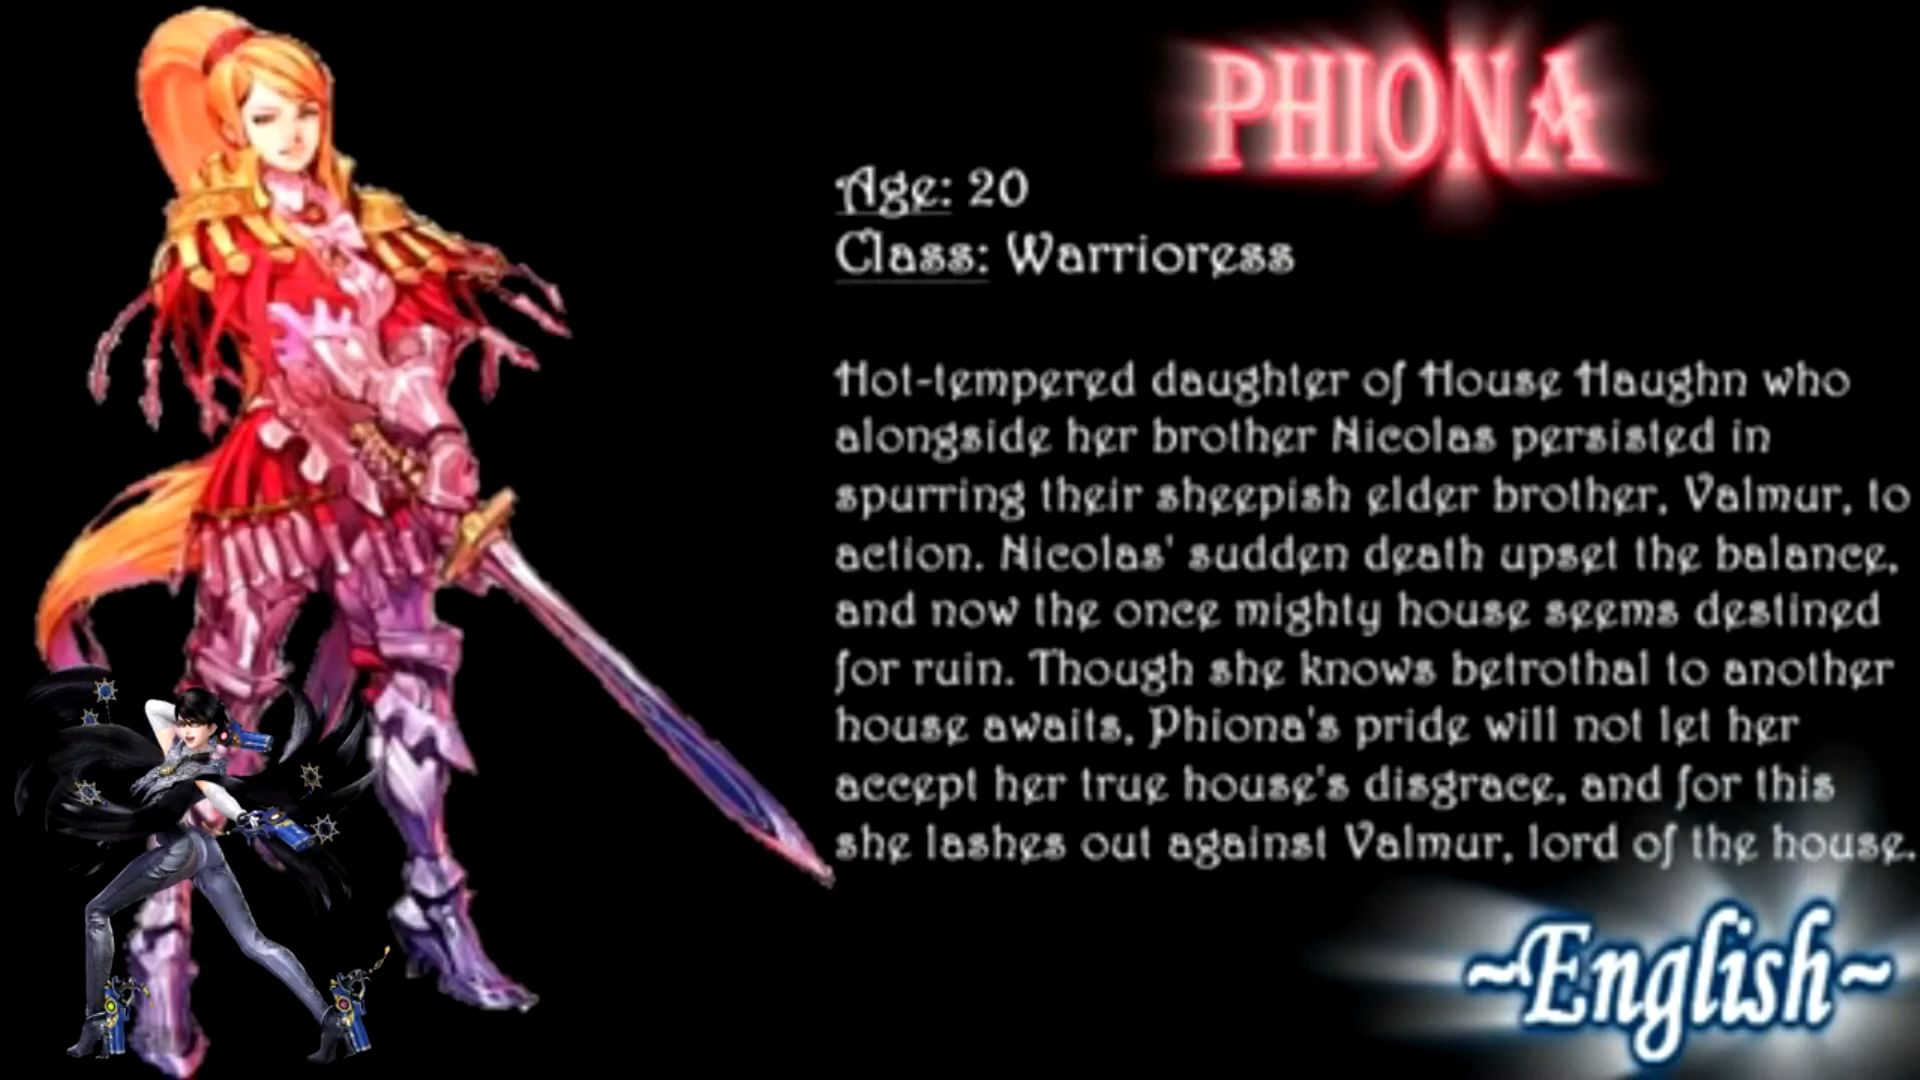 PHIONA
Age: 20
Class: Warrioress
Hot-tempered daughter of House Haughn who
alongside her brother Nicolas persisted in
spurring their sheepish elder brother, Valmur, to
action. Nicolas' sudden death upset the balance,
and now the once mighty house seems destined
for ruin. Though she knows betrothal to another
house awaits, Phiona's pride will not let her
accept her true house's disgrace, and for this
she lashes out against Valmur, lord of the house.
~English~